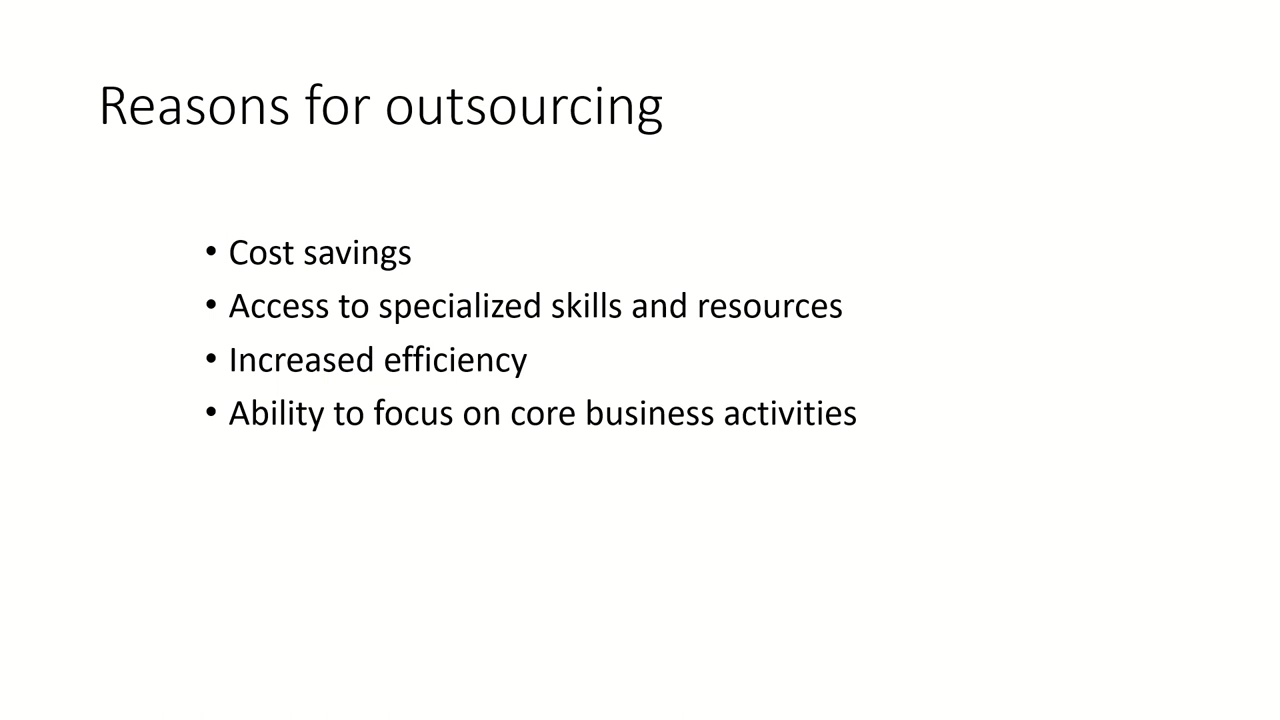 Reasons for outsourcing
• Cost savings
• Access to specialized skills and resources
• Increased efficiency
• Ability to focus on core business activities